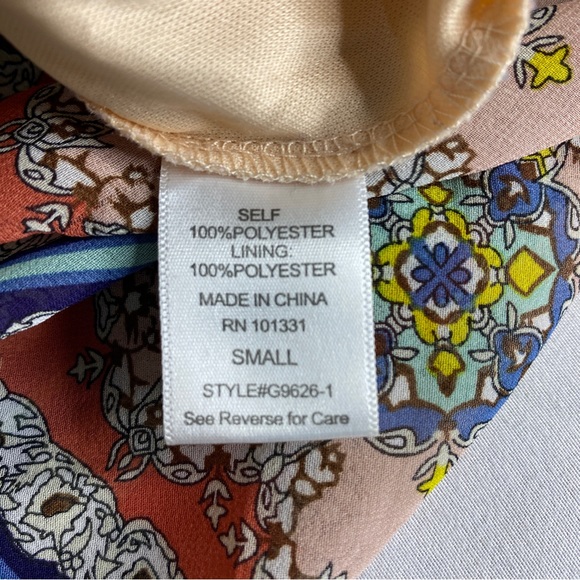 SELF
100%POLYESTER
LINING:
100%POLYESTER
MADE IN CHINA
RN 101331
SMALL
STYLE#G9626-1
See Reverse for Care